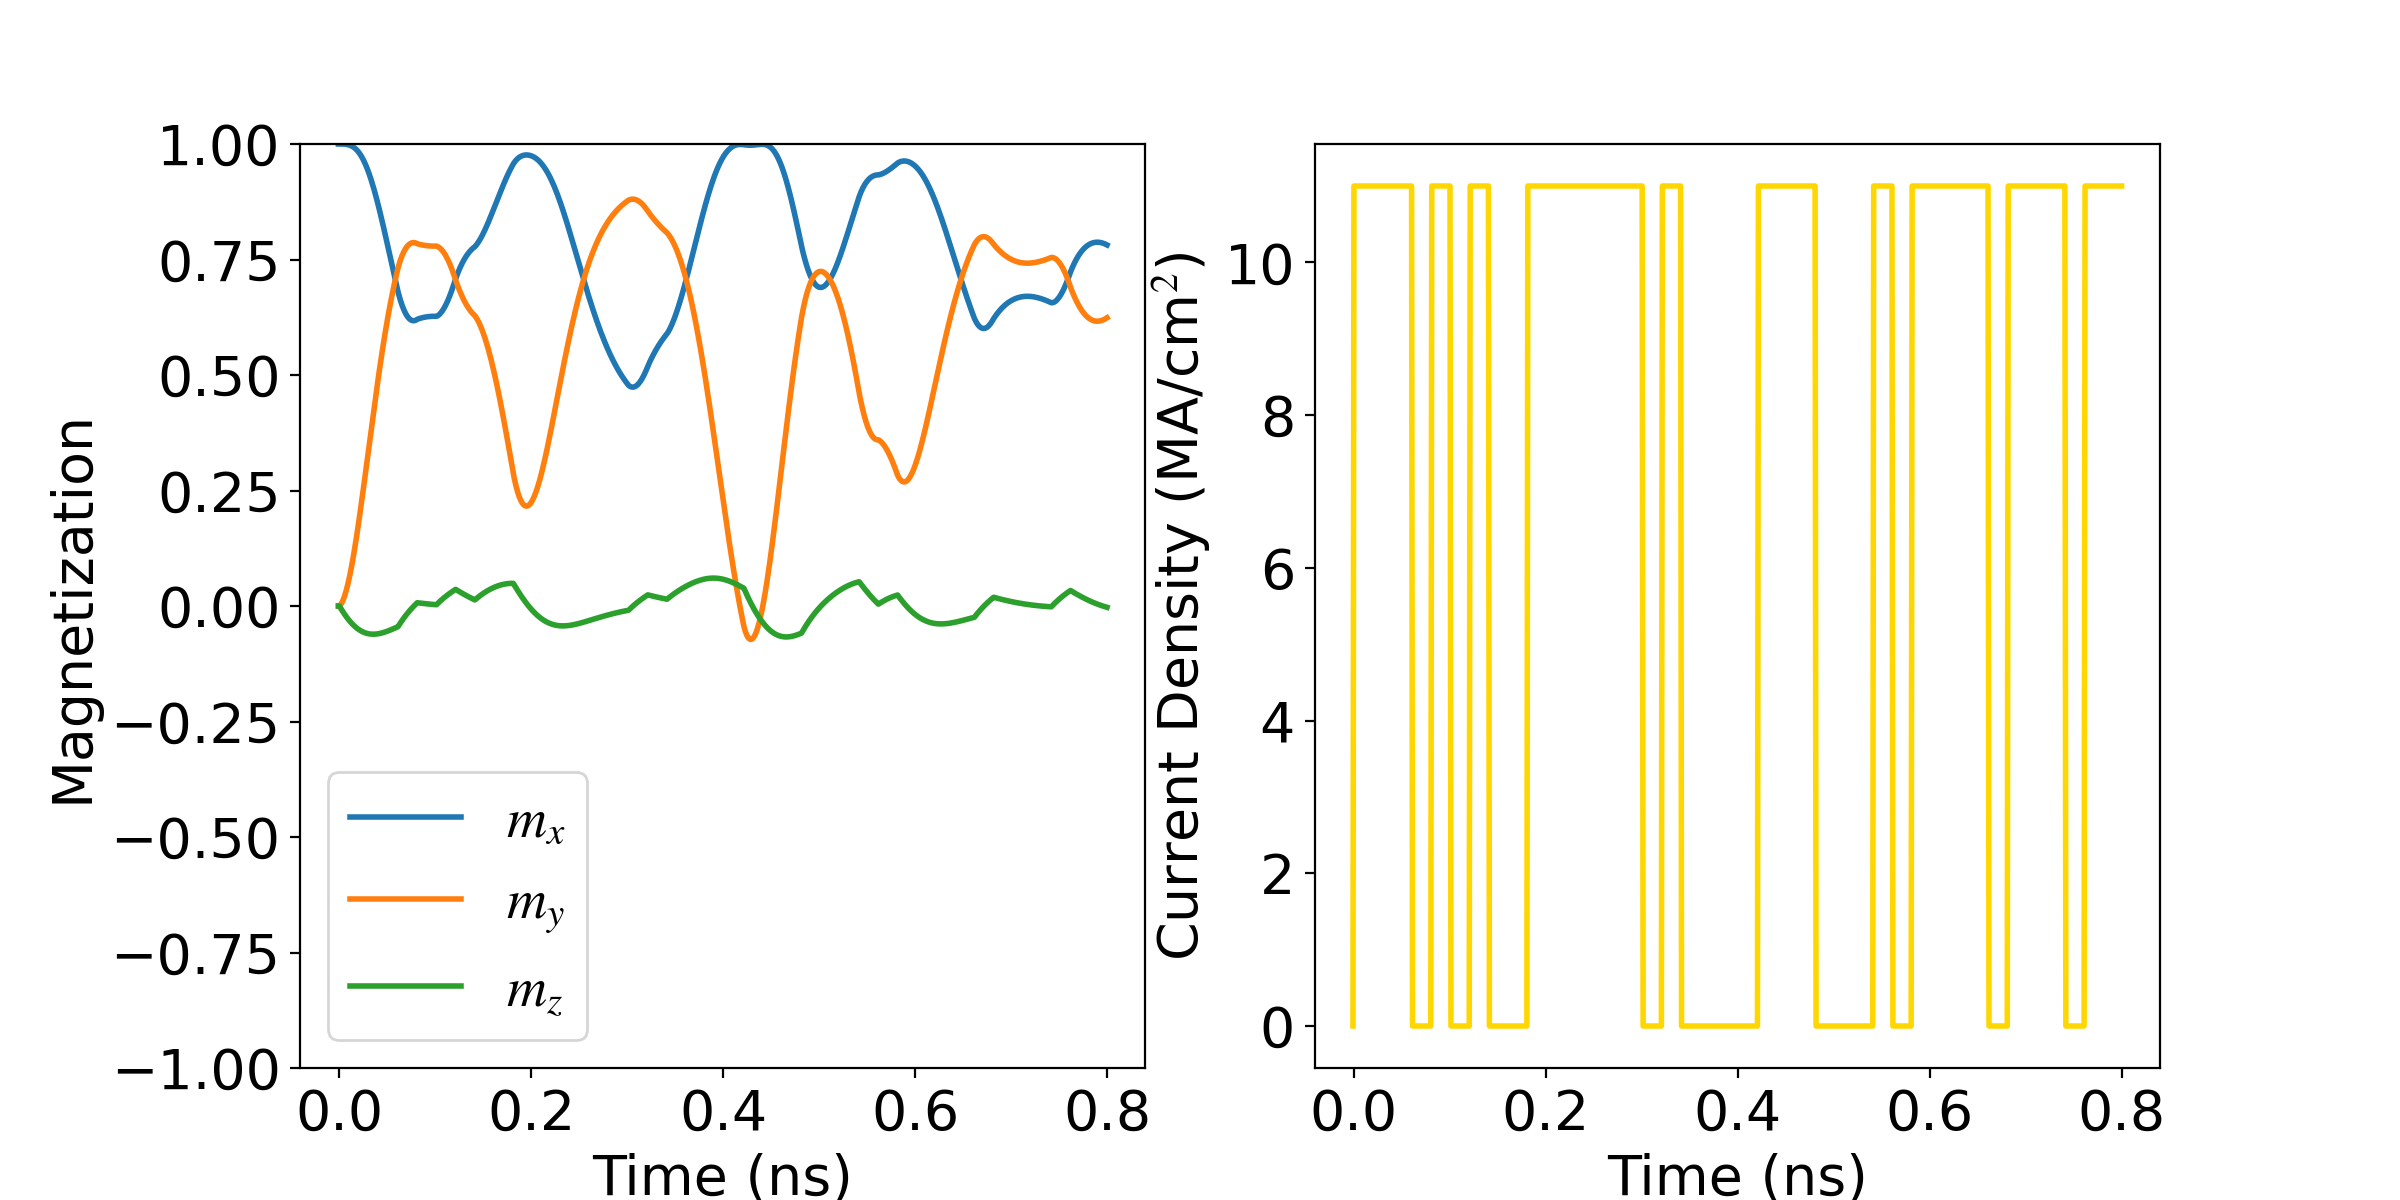 Magnetization
1.00
0.75
0.50
0.25
0.00
−0.25
−0.50
−0.75
−1.00
m_x
m_y
m_z
0.0 0.2 0.4 0.6 0.8
Time (ns)
Current Density (MA/cm²)
10
8
6
4
2
0
0.0 0.2 0.4 0.6 0.8
Time (ns)